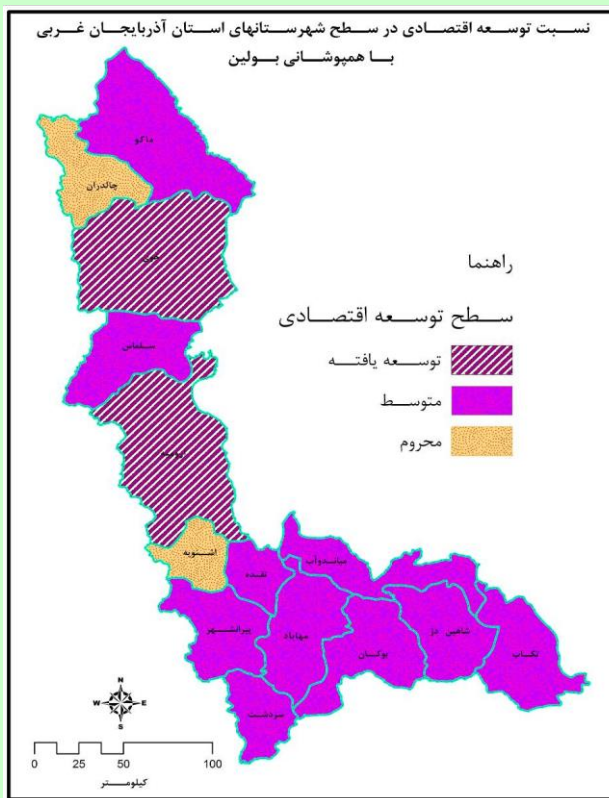 نسبت توسعه اقتصادی در سطح شهرستانهای استان آذربایجان غربی
با همپوشانی بولین
ماکو
چالدران
خوی
راهنما
سطح توسعه اقتصادی
توسعه یافته
متوسط
محروم
سلماس
ارومیه
اشنویه
نقده
میاندوآب
پیرانشهر
مهاباد
بوکان
شاهین دژ
تکاب
سردشت
N
W E
S
0 25 50 100
کیلومتر